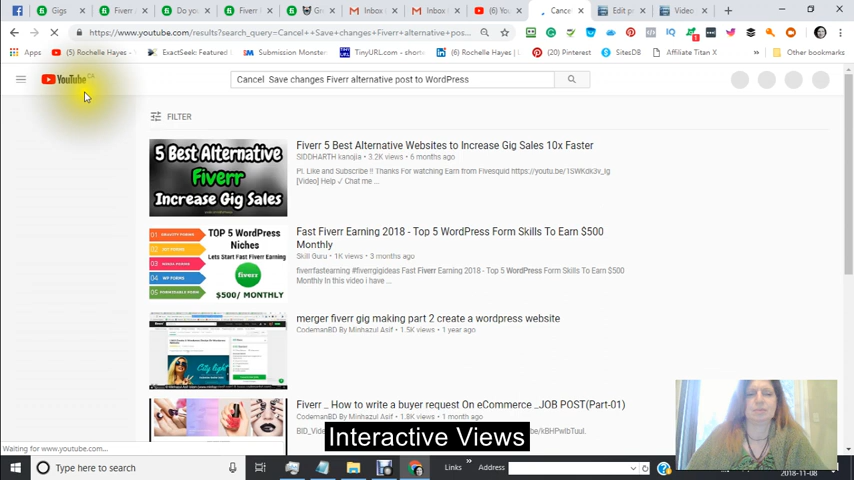 Gigs
Fiverr
Do yo
Fiverr
Gr
Inbox
Inbox
(5) You
Cance
Edit p
Video
https://www.youtube.com/results?search_query=Cancel++Save+changes+Fiverr+alternative+pos...
Apps
(5) Rochelle Hayes -
ExactSeek: Featured
Submission Monster
TinyURL.com - shorte
(6) Rochelle Hayes |
(20) Pinterest
SitesDB
Affiliate Titan X
Other bookmarks
YouTube CA
Cancel Save changes Fiverr alternative post to WordPress
FILTER
5 Best Alternative
Fiverr
Increase Gig Sales
Fiverr 5 Best Alternative Websites to Increase Gig Sales 10x Faster
SIDDHARTH kanojia • 3.2K views • 6 months ago
Pt. Like and Subscribe !! Thanks For watching Earn from Fivesquid https://youtu.be/1SWKdk3v_Ig
[Video] Help ✓ Chat me ...
TOP 5 WordPress
Niches
Lets Start Fast Fiverr Earning
fiverr
$500/ MONTHLY
Fast Fiverr Earning 2018 - Top 5 WordPress Form Skills To Earn $500
Monthly
Skill Guru • 1K views • 3 months ago
fiverrfastearning #fiverrgigideas Fast Fiverr Earning 2018 - Top 5 WordPress Form Skills To Earn $500
Monthly In this video i have ...
merger fiverr gig making part 2 create a wordpress website
CodemanBD By Minhazul Asif • 1.5K views • 1 year ago
City light
Fiverr _ How to write a buyer request On eCommerce _JOB POST(Part-01)
CodemanBD By Minhazul Asif • 1.8K views • 1 month ago
Interactive Views
Waiting for www.youtube.com...
Type here to search
Links
Address
2018-11-08